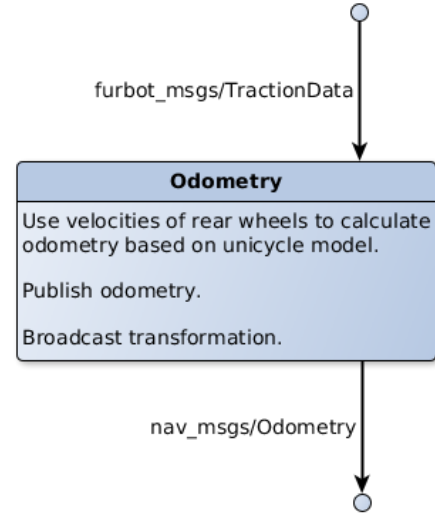 furbot_msgs/TractionData
Odometry
Use velocities of rear wheels to calculate
odometry based on unicycle model.
Publish odometry.
Broadcast transformation.
nav_msgs/Odometry